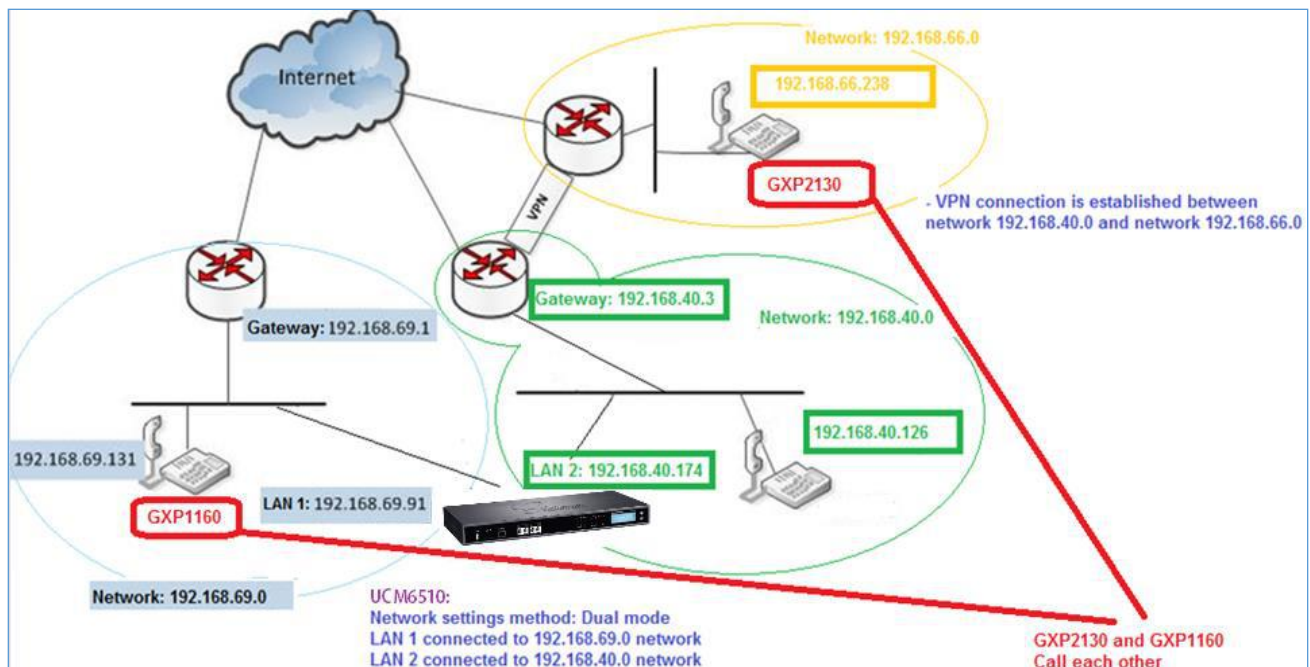 Internet
Network: 192.168.66.0
192.168.66.238
GXP2130
VPN
- VPN connection is established between
network 192.168.40.0 and network 192.168.66.0
Gateway: 192.168.40.3
Network: 192.168.40.0
Gateway: 192.168.69.1
192.168.69.131
192.168.40.126
LAN 2: 192.168.40.174
LAN 1: 192.168.69.91
GXP1160
Network: 192.168.69.0
UCM6510:
Network settings method: Dual mode
LAN 1 connected to 192.168.69.0 network
LAN 2 connected to 192.168.40.0 network
GXP2130 and GXP1160
Call each other